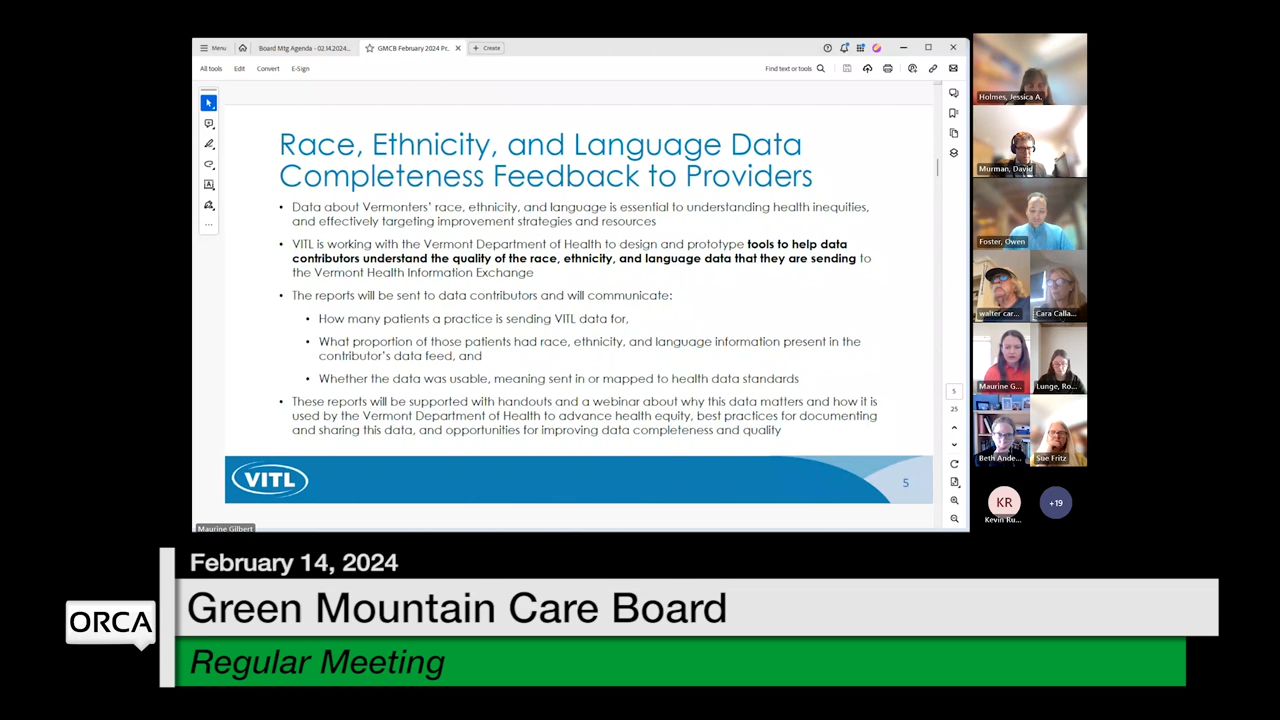 Menu
Board Mtg Agenda - 02.14.2024...
GMCB February 2024 Pr...
Create
All tools Edit Convert E-Sign
Find text or tools
Race, Ethnicity, and Language Data
Completeness Feedback to Providers
• Data about Vermonters' race, ethnicity, and language is essential to understanding health inequities,
and effectively targeting improvement strategies and resources
• VITL is working with the Vermont Department of Health to design and prototype tools to help data
contributors understand the quality of the race, ethnicity, and language data that they are sending to
the Vermont Health Information Exchange
• The reports will be sent to data contributors and will communicate:
• How many patients a practice is sending VITL data for,
• What proportion of those patients had race, ethnicity, and language information present in the
contributor's data feed, and
• Whether the data was usable, meaning sent in or mapped to health data standards
• These reports will be supported with handouts and a webinar about why this data matters and how it is
used by the Vermont Department of Health to advance health equity, best practices for documenting
and sharing this data, and opportunities for improving data completeness and quality
VITL
5
5
25
Maurine Gilbert
Holmes, Jessica A.
Murman, David
Foster, Owen
walter car...
Cara Calla...
Maurine G...
Lunge, Ro...
Beth Ande...
Sue Fritz
KR
Kevin Ru...
+19
February 14, 2024
ORCA
Green Mountain Care Board
Regular Meeting